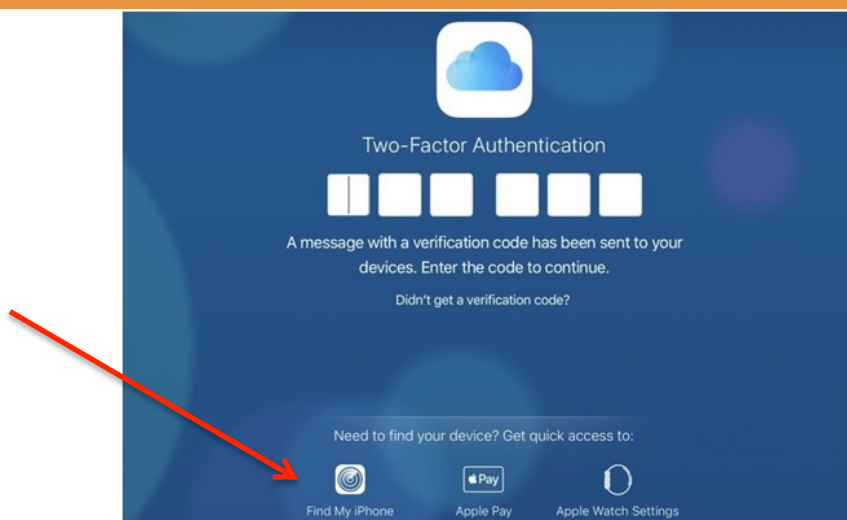 Two-Factor Authentication
A message with a verification code has been sent to your
devices. Enter the code to continue.
Didn't get a verification code?
Need to find your device? Get quick access to:
Pay
Find My iPhone Apple Pay Apple Watch Settings